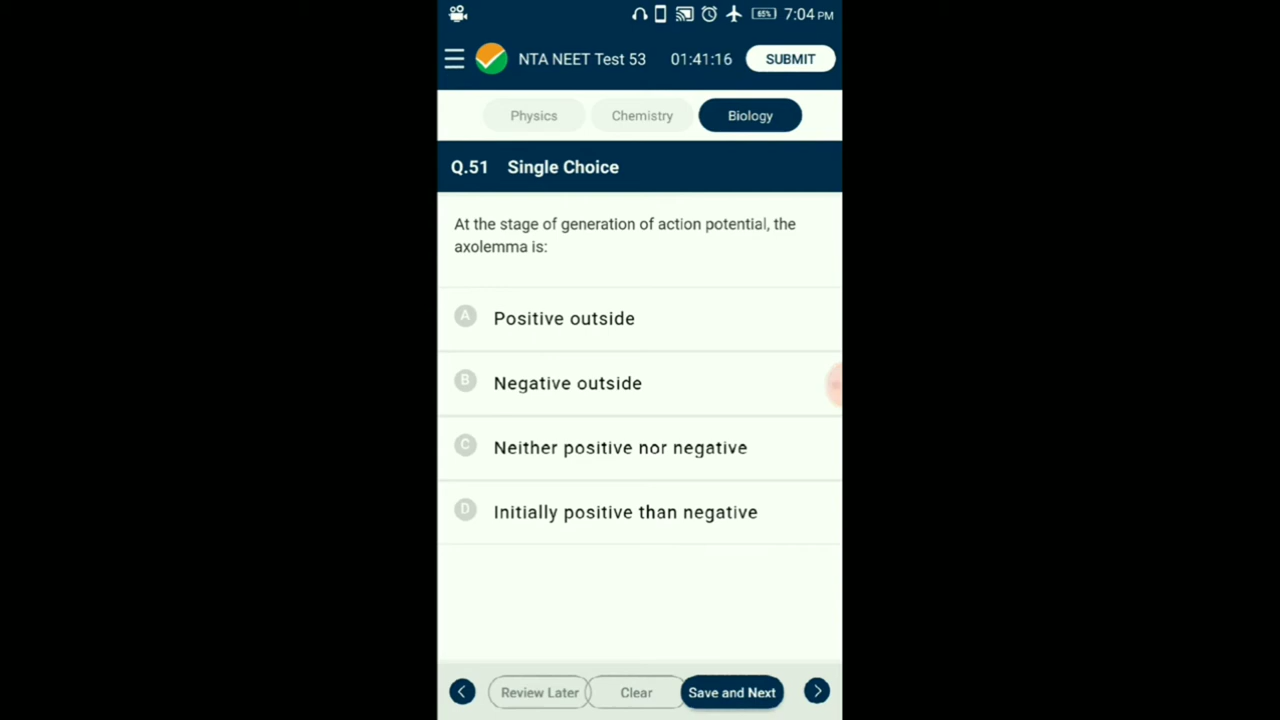 65% 7:04 PM
NTA NEET Test 53 01:41:16 SUBMIT
Physics Chemistry Biology
Q.51 Single Choice
At the stage of generation of action potential, the
axolemma is:
A Positive outside
B Negative outside
C Neither positive nor negative
D Initially positive than negative
Review Later Clear Save and Next